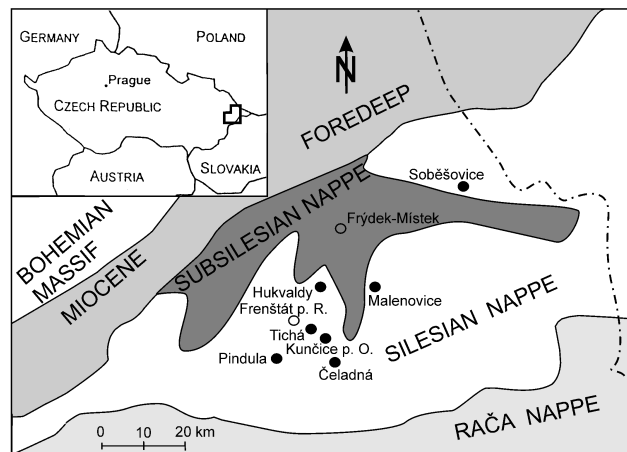 GERMANY
POLAND
Prague
CZECH REPUBLIC
AUSTRIA
SLOVAKIA
N
FOREDEEP
Soběšovice
SUBSILESIAN NAPPE
Frýdek-Místek
BOHEMIAN
MASSIF
MIOCENE
Hukvaldy
Malenovice
Frenštát p. R.
Tichá
Kunčice p. O.
Pindula
Čeladná
SILESIAN NAPPE
RAČA NAPPE
0 10 20 km